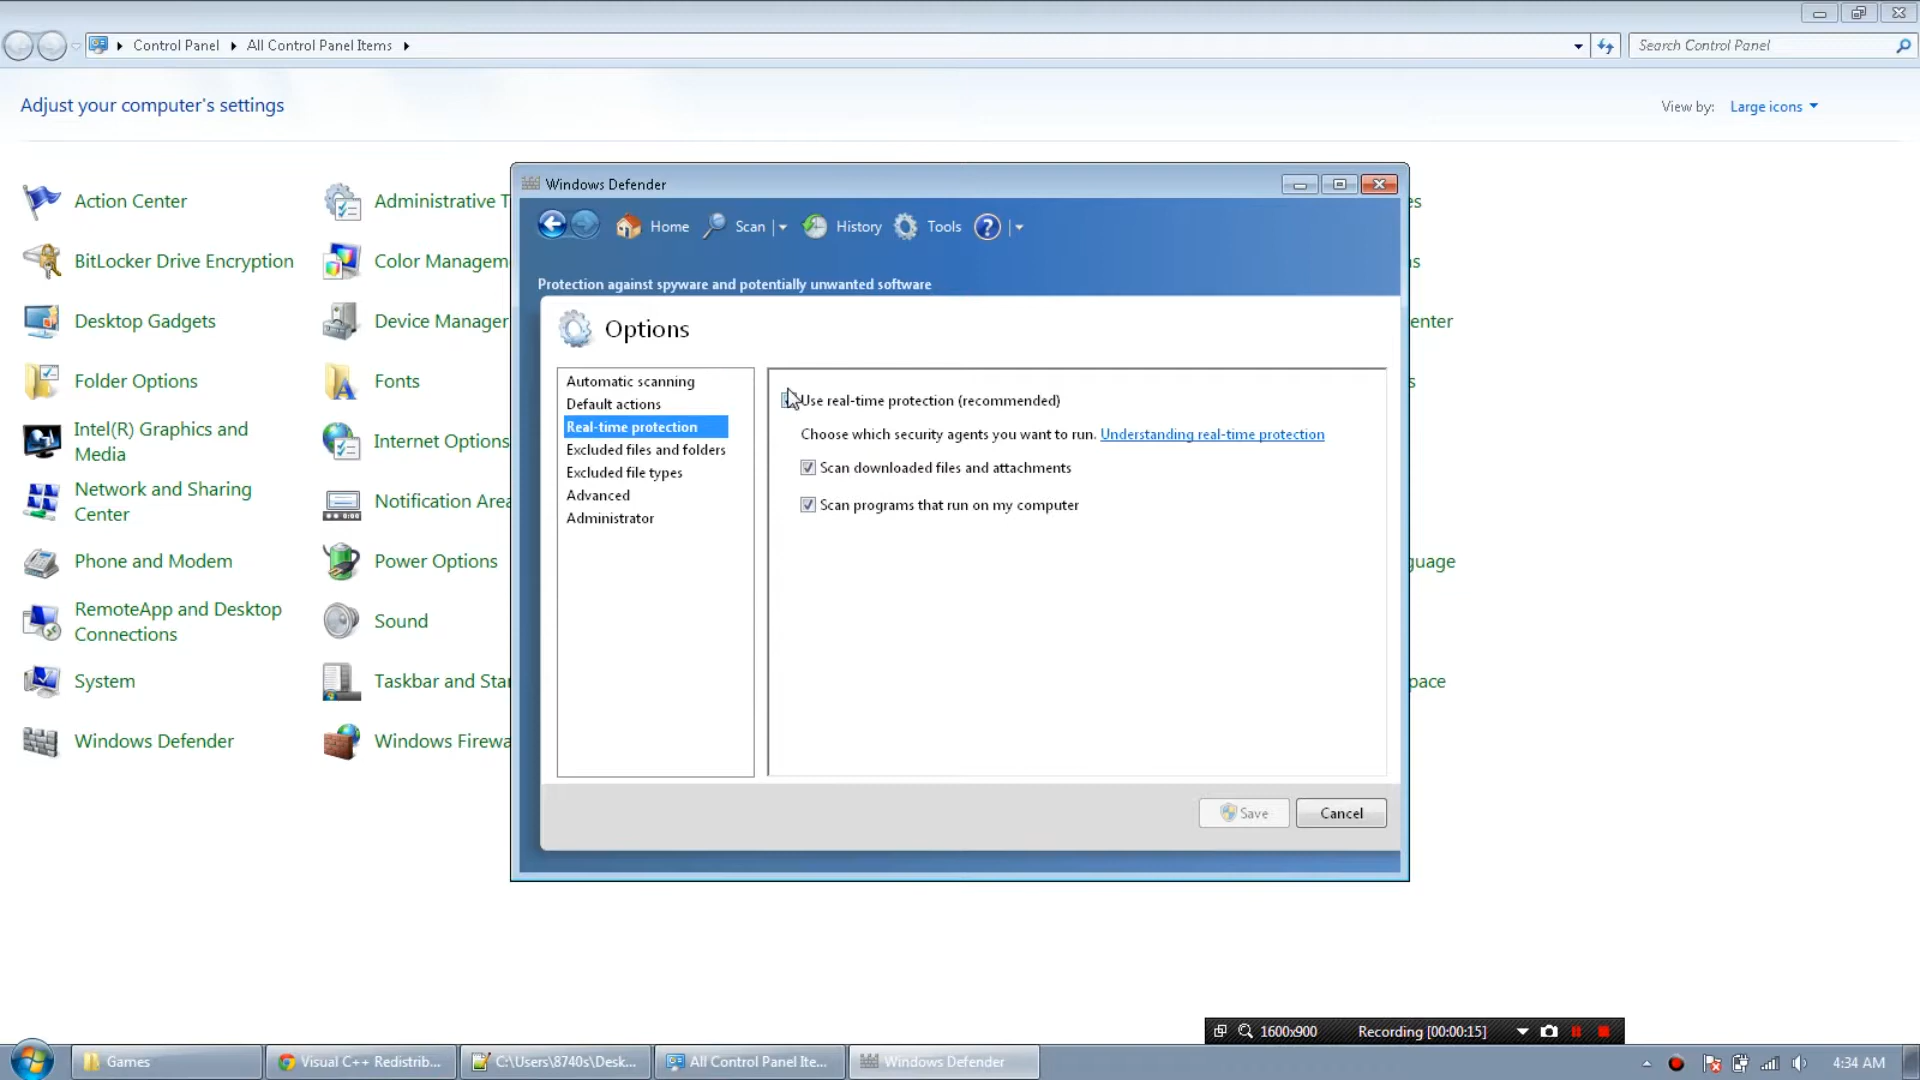 Control Panel
All Control Panel Items
Search Control Panel
Adjust your computer's settings
View by: Large icons
Action Center
Administrative T
BitLocker Drive Encryption
Color Managem
Desktop Gadgets
Device Manager
enter
Folder Options
Fonts
Intel(R) Graphics and
Media
Internet Options
Network and Sharing
Center
Notification Area
Phone and Modem
Power Options
guage
RemoteApp and Desktop
Connections
Sound
System
Taskbar and Star
pace
Windows Defender
Windows Firewa
Windows Defender
Home
Scan
History
Tools
?
Protection against spyware and potentially unwanted software
Options
Automatic scanning
Default actions
Real-time protection
Excluded files and folders
Excluded file types
Advanced
Administrator
Use real-time protection (recommended)
Choose which security agents you want to run. Understanding real-time protection
Scan downloaded files and attachments
Scan programs that run on my computer
Save
Cancel
1600x900
Recording [00:00:15]
Games
Visual C++ Redistrib...
C:\Users\8740s\Desk...
All Control Panel Ite...
Windows Defender
4:34 AM